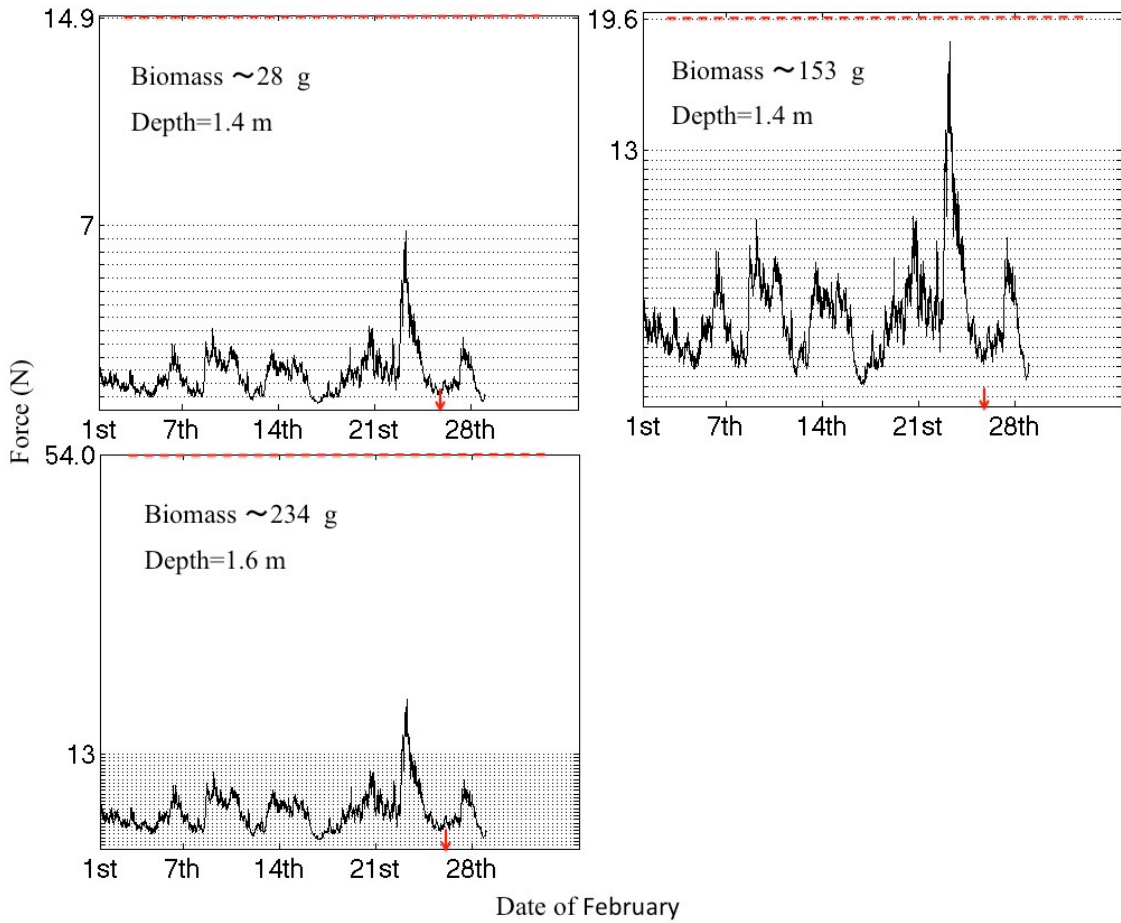 14.9
Biomass ~28 g
Depth=1.4 m
7
1st 7th 14th 21st 28th
19.6
Biomass ~153 g
Depth=1.4 m
13
1st 7th 14th 21st 28th
Force (N)
54.0
Biomass ~234 g
Depth=1.6 m
13
1st 7th 14th 21st 28th
Date of February